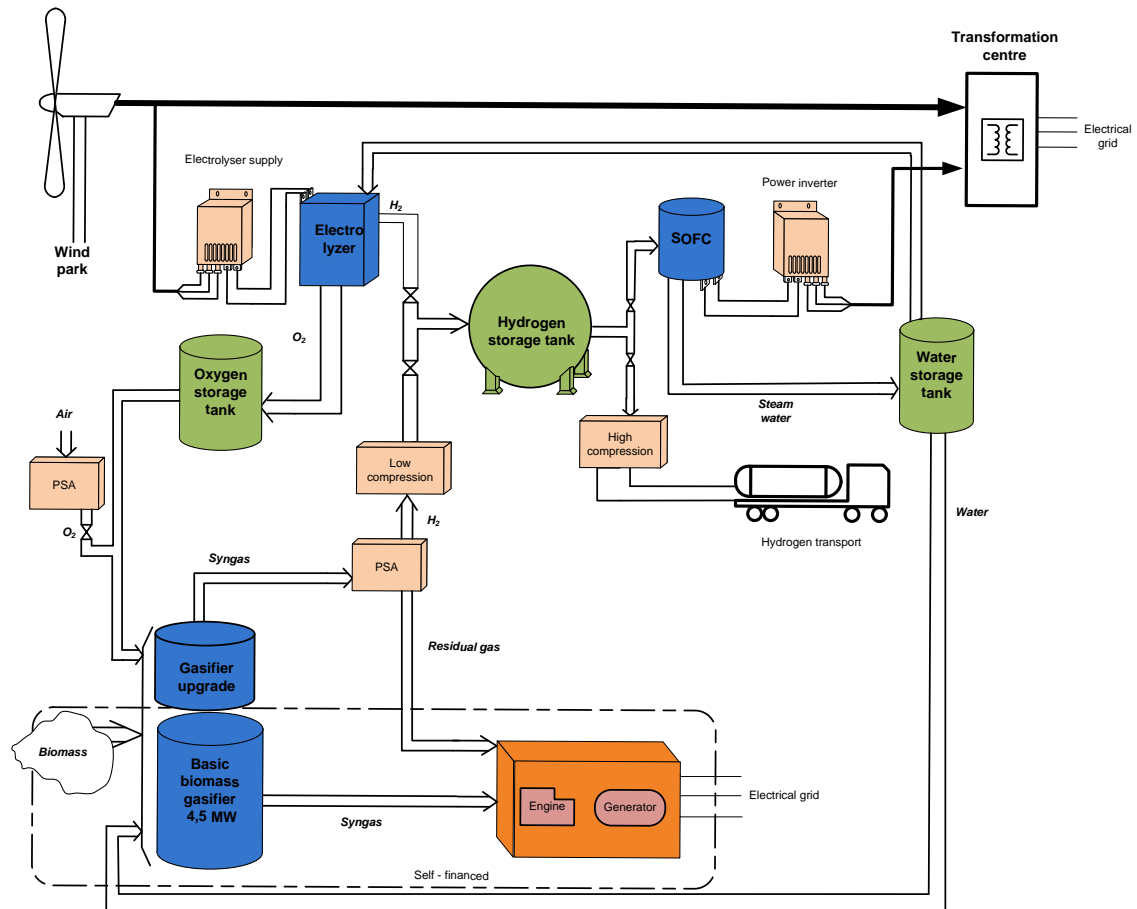 Transformation
centre
Electrical
grid
Electrolyser supply
Power inverter
Wind
park
Electro
lyzer
H2
SOFC
O2
Hydrogen
storage tank
Oxygen
storage
tank
Water
storage
tank
Steam
water
Air
PSA
O2
Low
compression
High
compression
H2
Water
Hydrogen transport
Syngas
PSA
Gasifier
upgrade
Residual gas
Biomass
Basic
biomass
gasifier
4,5 MW
Syngas
Engine
Generator
Electrical grid
Self - financed